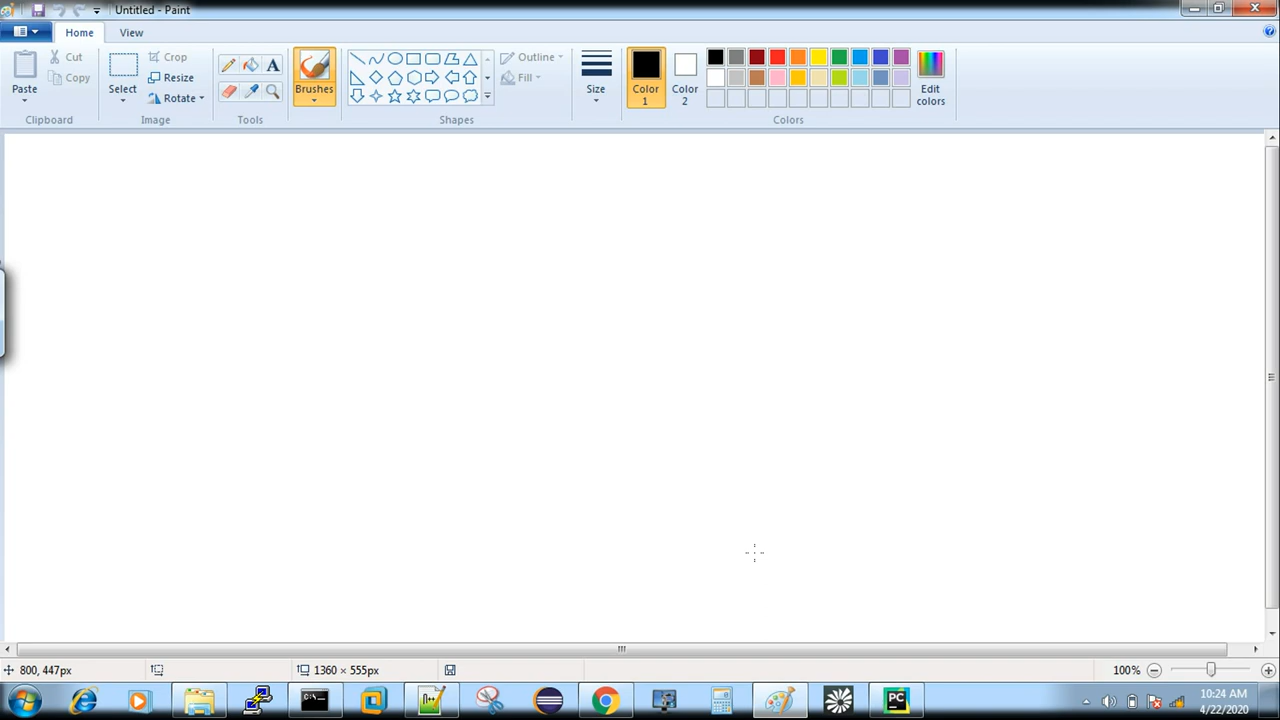 Untitled - Paint
Home View
Cut
Copy
Paste
Clipboard
Crop
Resize
Rotate
Select
Image
A
Tools
Brushes
Outline
Fill
Shapes
Size
Color 1
Color 2
Edit colors
Colors
800, 447px
1360 × 555px
100%
C:\.
PC
10:24 AM
4/22/2020